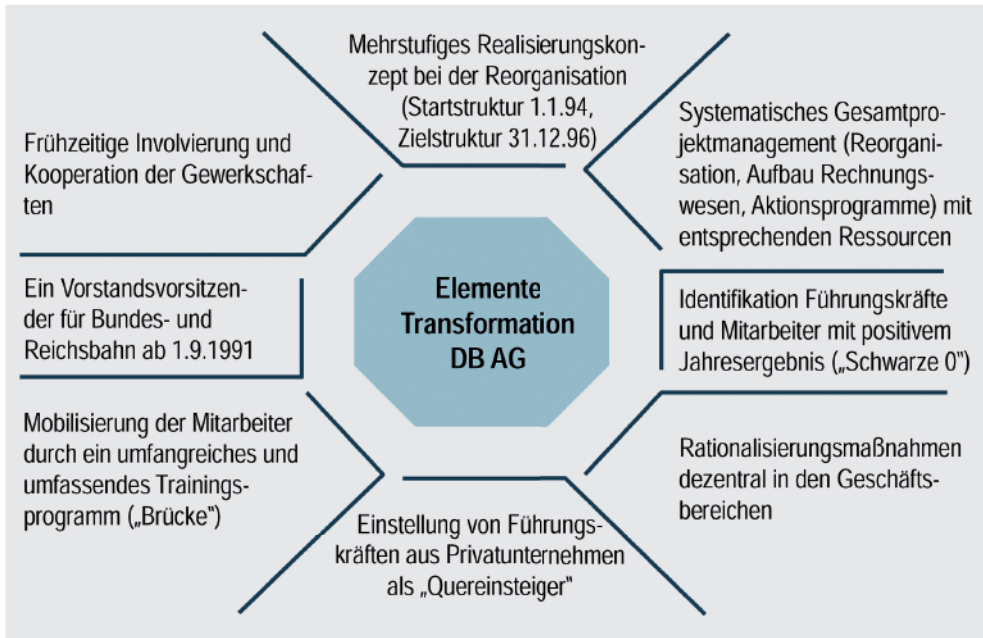 Mehrstufiges Realisierungskon-
zept bei der Reorganisation
(Startstruktur 1.1.94,
Zielstruktur 31.12.96)
Systematisches Gesamtpro-
jektmanagement (Reorgani-
sation, Aufbau Rechnungs-
wesen, Aktionsprogramme) mit
entsprechenden Ressourcen
Identifikation Führungskräfte
und Mitarbeiter mit positivem
Jahresergebnis („Schwarze 0“)
Rationalisierungsmaßnahmen
dezentral in den Geschäfts-
bereichen
Einstellung von Führungs-
kräften aus Privatunternehmen
als „Quereinsteiger“
Mobilisierung der Mitarbeiter
durch ein umfangreiches und
umfassendes Trainings-
programm („Brücke“)
Ein Vorstandsvorsitzen-
der für Bundes- und
Reichsbahn ab 1.9.1991
Frühzeitige Involvierung und
Kooperation der Gewerkschaf-
ten
Elemente
Transformation
DB AG